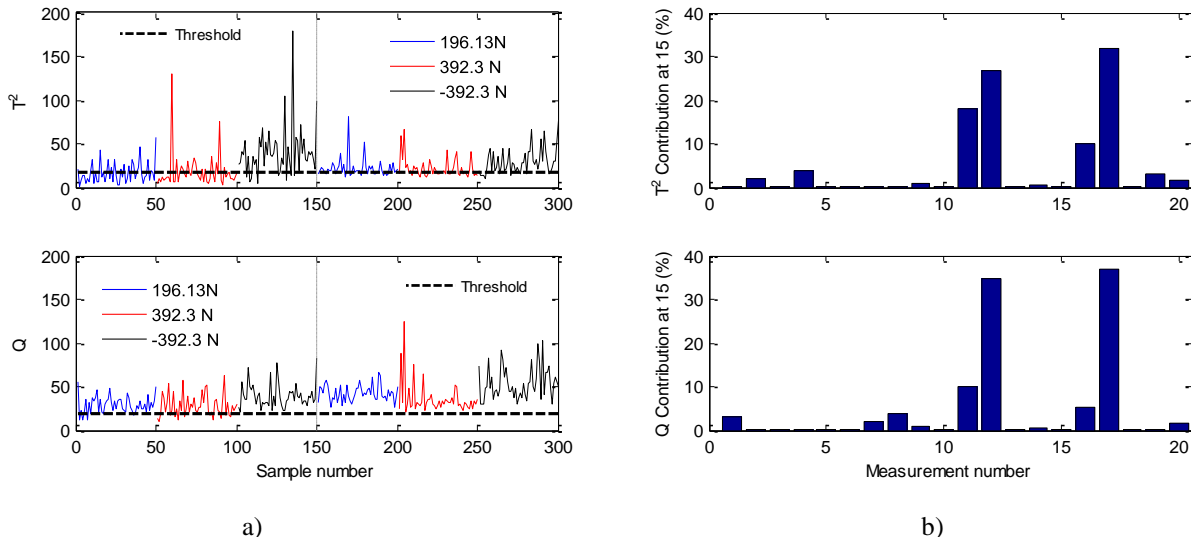 200
150
100
50
0
T²
Threshold
196.13N
392.3 N
-392.3 N
0 50 100 150 200 250 300
200
150
100
50
0
Q
196.13N
392.3 N
-392.3 N
Threshold
0 50 100 150 200 250 300
Sample number
a)
40
30
20
10
0
T² Contribution at 15 (%)
0 5 10 15 20
40
30
20
10
0
Q Contribution at 15 (%)
0 5 10 15 20
Measurement number
b)